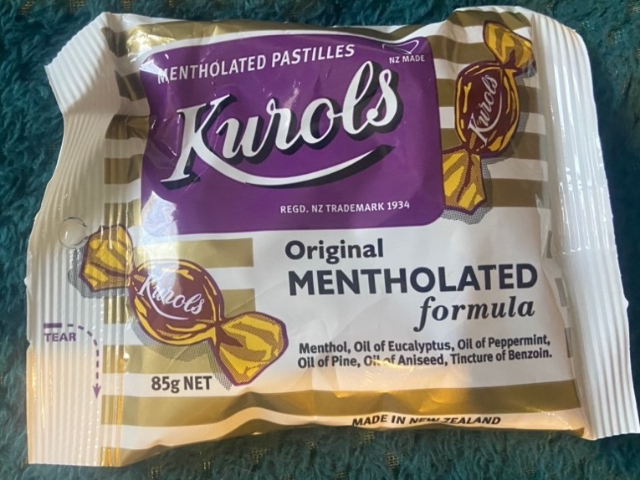 MENTHOLATED PASTILLES
NZ MADE
Kurols
Kurols
REGD. NZ TRADEMARK 1934
Original
MENTHOLATED
formula
Kurols
Menthol, Oil of Eucalyptus, Oil of Peppermint,
Oil of Pine, Oil of Aniseed, Tincture of Benzoin.
TEAR
85g NET
MADE IN NEW ZEALAND